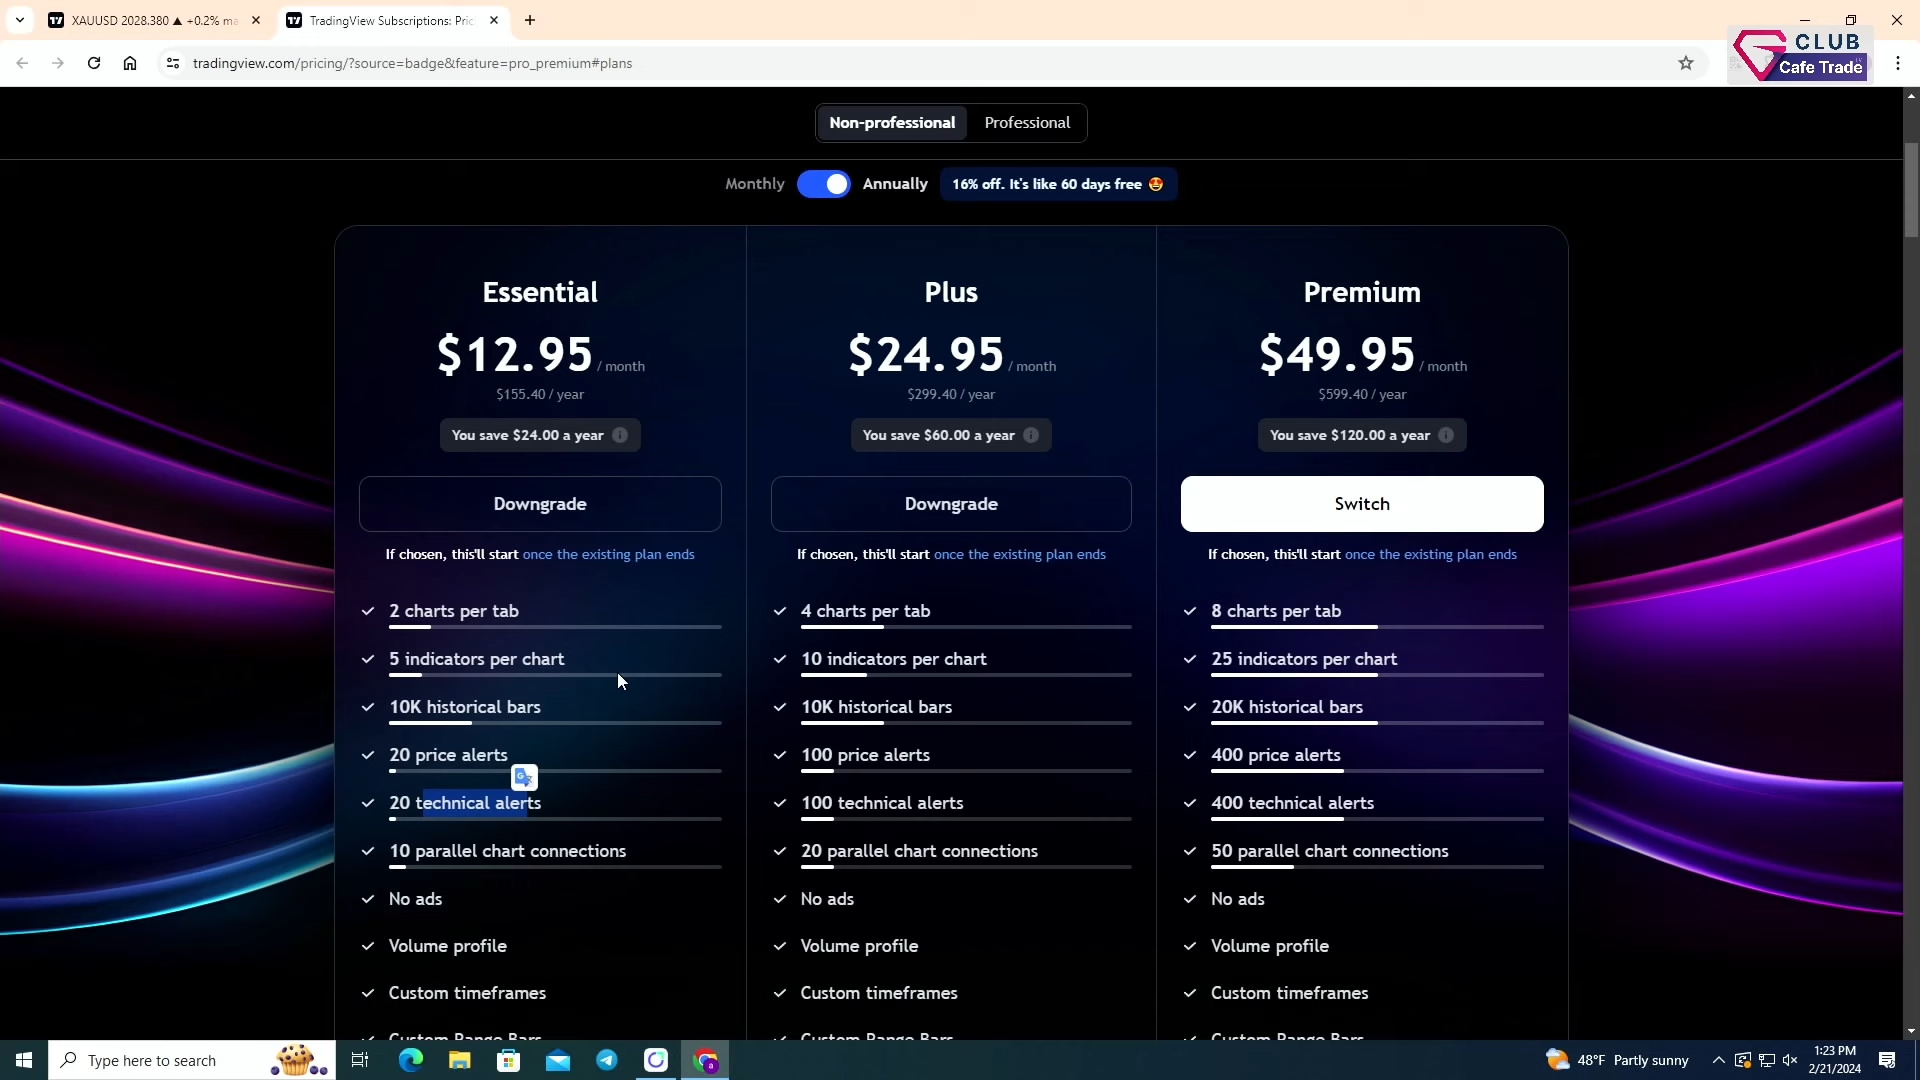 XAUUSD 2028.380 ▲ +0.2%
TradingView Subscriptions: Pric
tradingview.com/pricing/?source=badge&feature=pro_premium#plans
CLUB
Cafe Trade
Non-professional
Professional
Monthly
Annually
16% off. It's like 60 days free 🤩
Essential
$12.95 / month
$155.40 / year
You save $24.00 a year
Downgrade
If chosen, this'll start once the existing plan ends
2 charts per tab
5 indicators per chart
10K historical bars
20 price alerts
20 technical alerts
10 parallel chart connections
No ads
Volume profile
Custom timeframes
Custom Range Bars
Plus
$24.95 / month
$299.40 / year
You save $60.00 a year
Downgrade
If chosen, this'll start once the existing plan ends
4 charts per tab
10 indicators per chart
10K historical bars
100 price alerts
100 technical alerts
20 parallel chart connections
No ads
Volume profile
Custom timeframes
Custom Range Bars
Premium
$49.95 / month
$599.40 / year
You save $120.00 a year
Switch
If chosen, this'll start once the existing plan ends
8 charts per tab
25 indicators per chart
20K historical bars
400 price alerts
400 technical alerts
50 parallel chart connections
No ads
Volume profile
Custom timeframes
Custom Range Bars
Type here to search
48°F Partly sunny
1:23 PM
2/21/2024